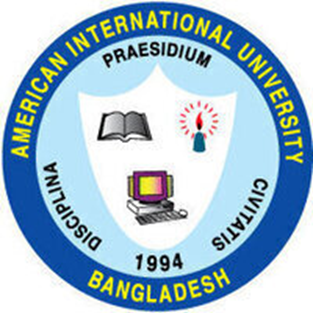 AMERICAN INTERNATIONAL UNIVERSITY
PRAESIDIUM
DISCIPLINA
CIVITATIS
1994
BANGLADESH